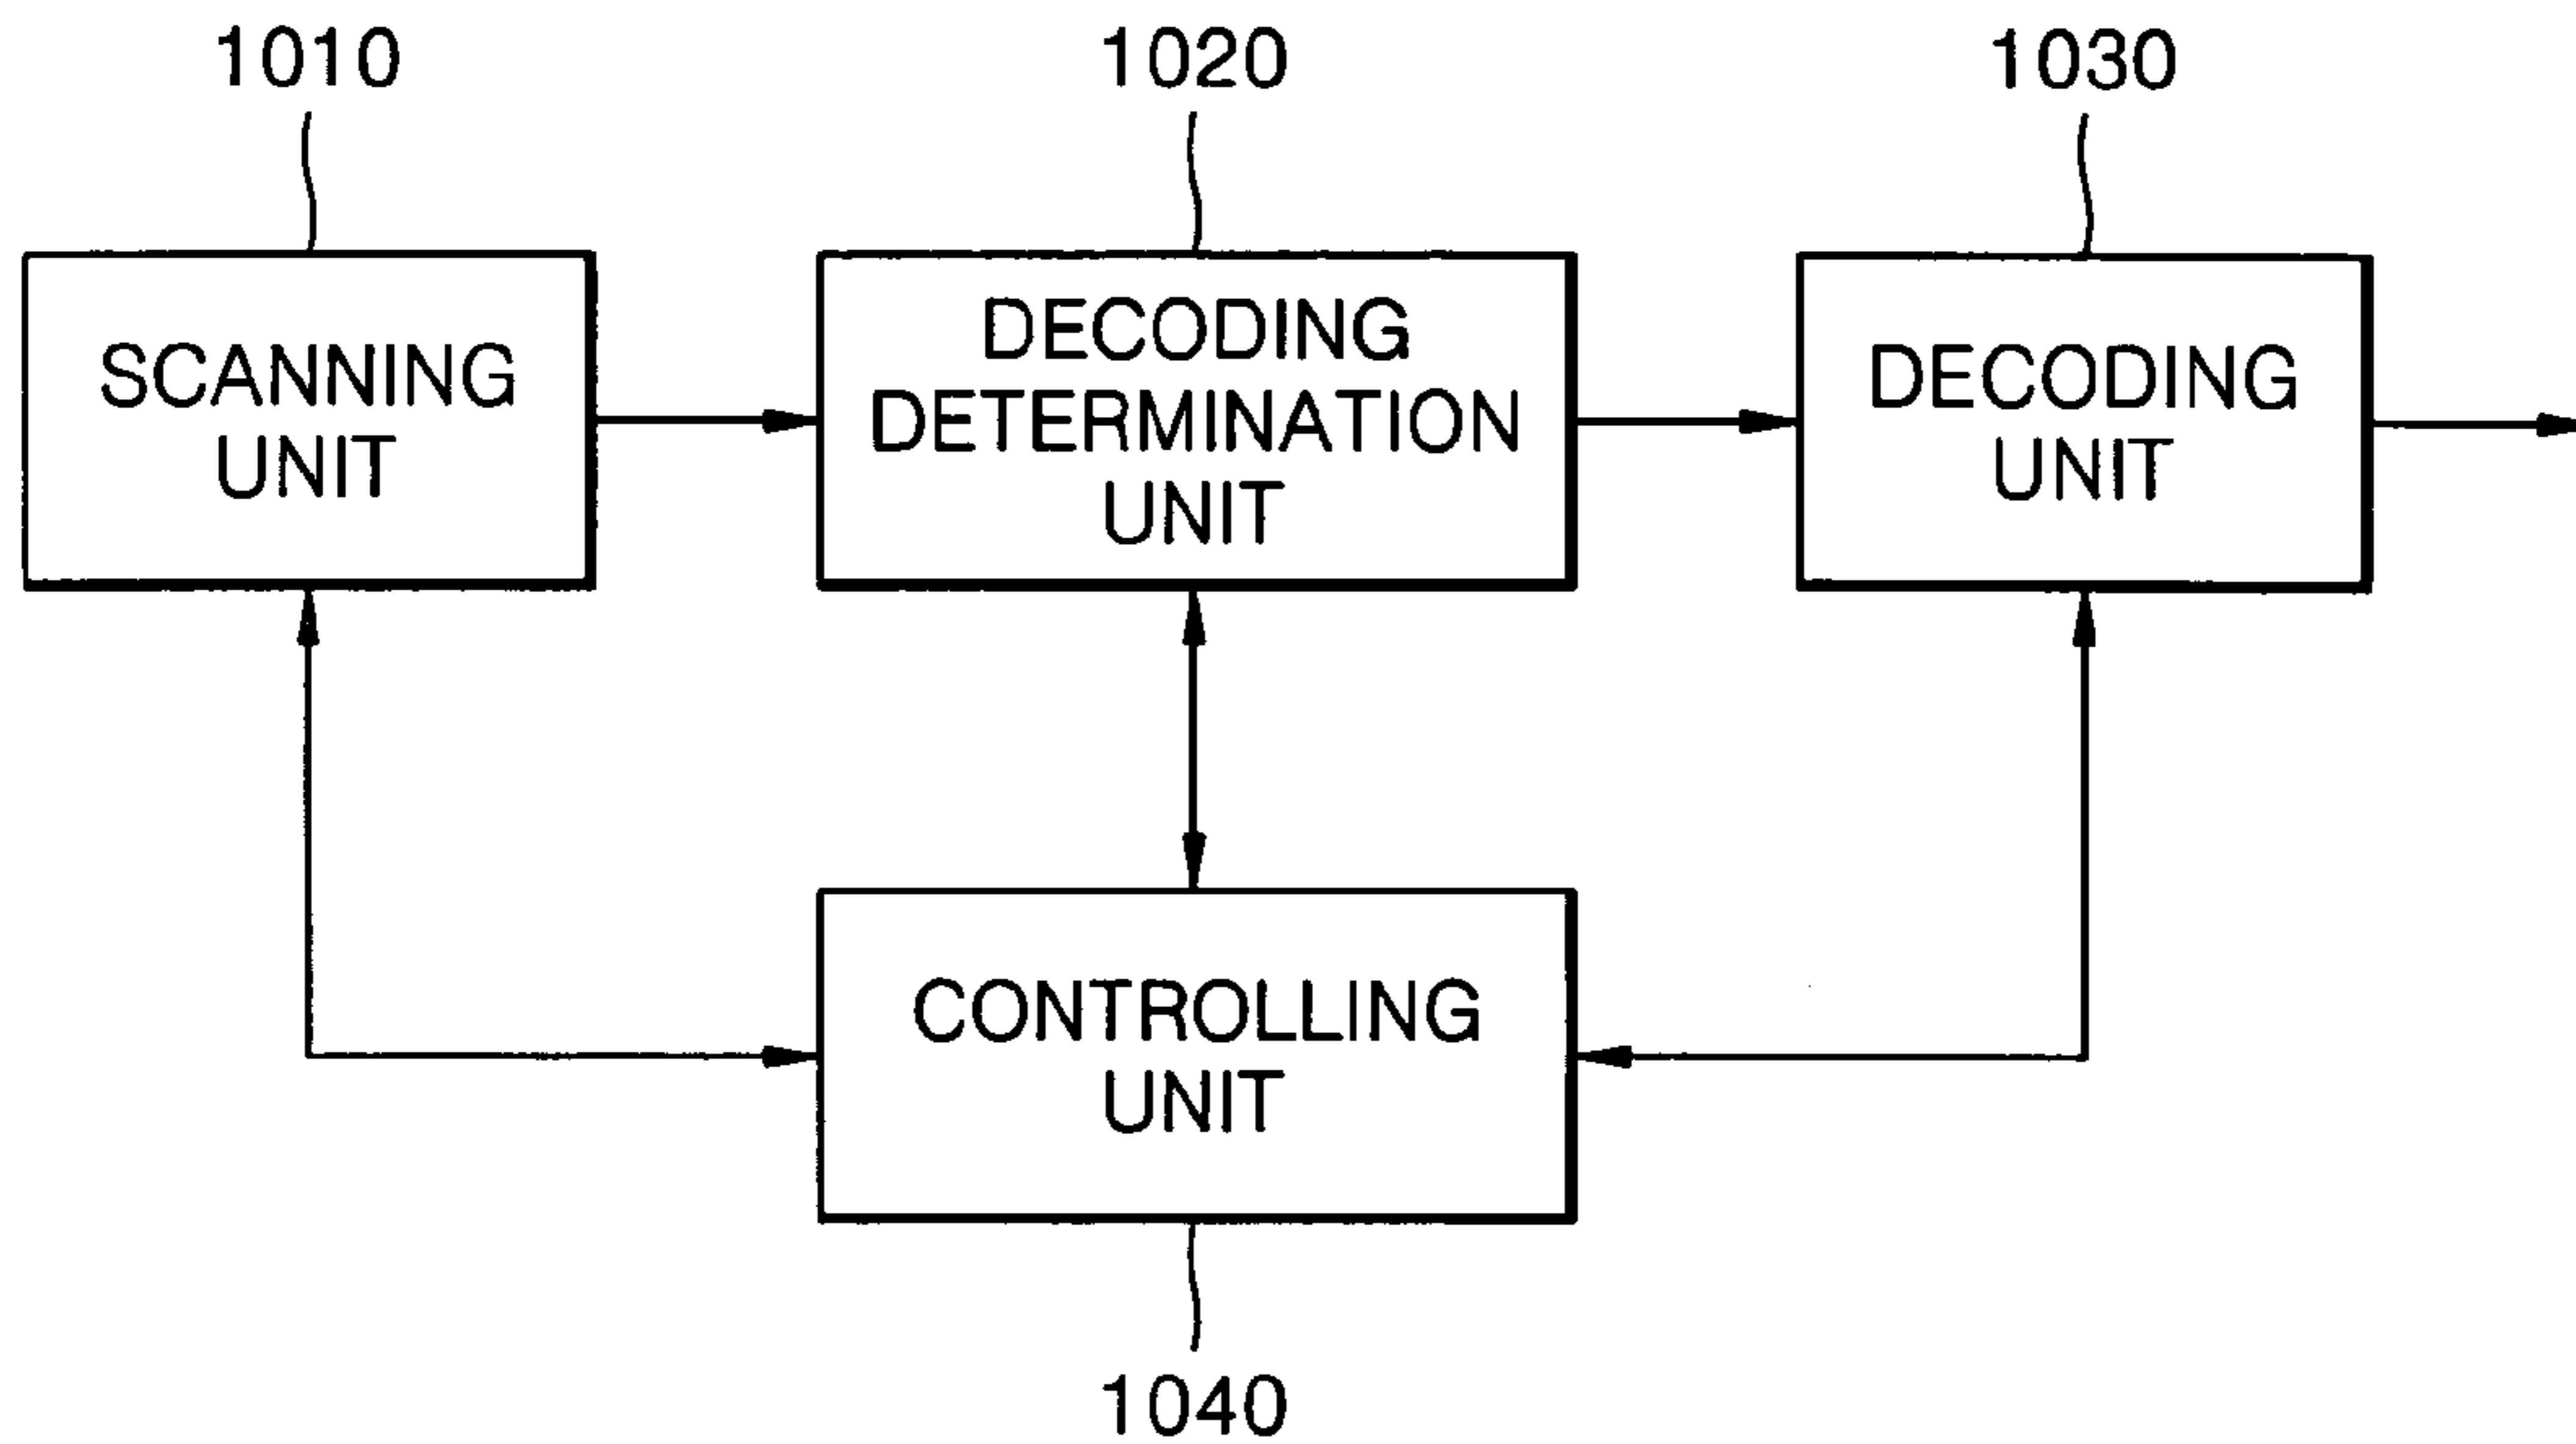 1010
1020
1030
SCANNING
UNIT
DECODING
DETERMINATION
UNIT
DECODING
UNIT
CONTROLLING
UNIT
1040